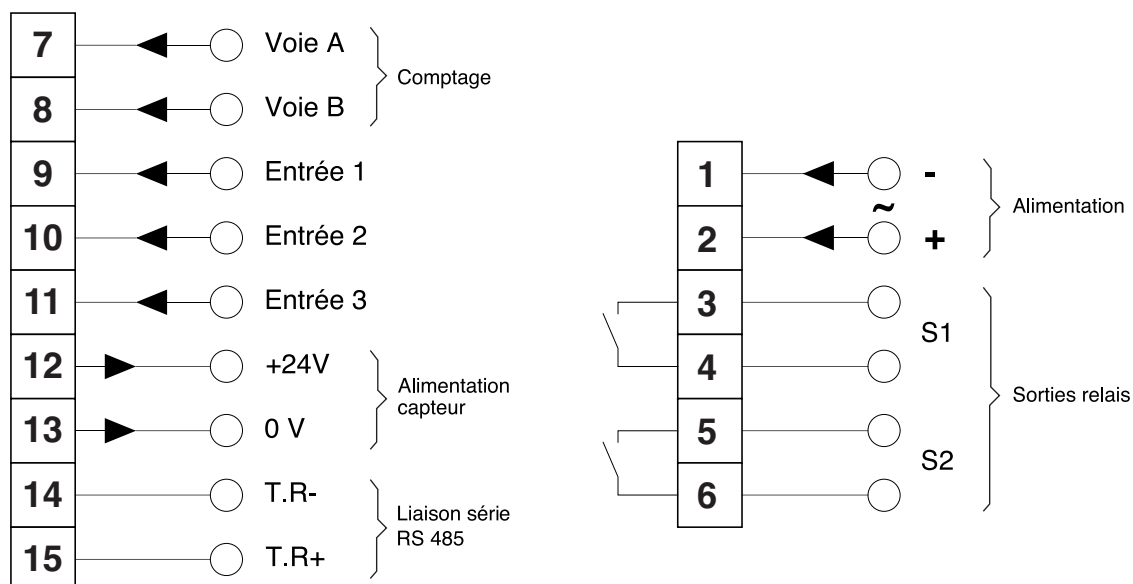 7 Voie A
8 Voie B
Comptage
9 Entrée 1
10 Entrée 2
11 Entrée 3
12 +24V
13 0 V
Alimentation
capteur
14 T.R-
15 T.R+
Liaison série
RS 485
1 -
~
2 +
Alimentation
3
4
S1
5
6
S2
Sorties relais